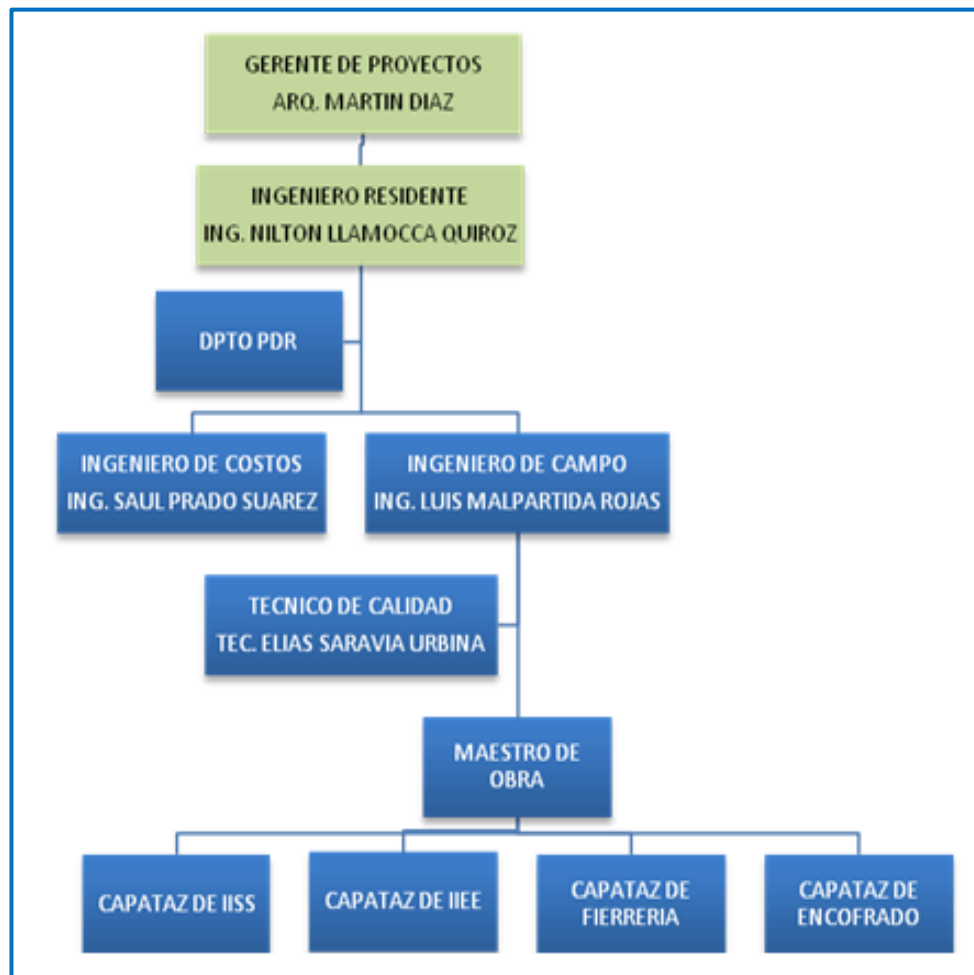 GERENTE DE PROYECTOS
ARQ. MARTIN DIAZ
INGENIERO RESIDENTE
ING. NILTON LLAMOCCA QUIROZ
DPTO PDR
INGENIERO DE COSTOS
ING. SAUL PRADO SUAREZ
INGENIERO DE CAMPO
ING. LUIS MALPARTIDA ROJAS
TECNICO DE CALIDAD
TEC. ELIAS SARAVIA URBINA
MAESTRO DE
OBRA
CAPATAZ DE IISS
CAPATAZ DE IIEE
CAPATAZ DE
FIERRERIA
CAPATAZ DE
ENCOFRADO